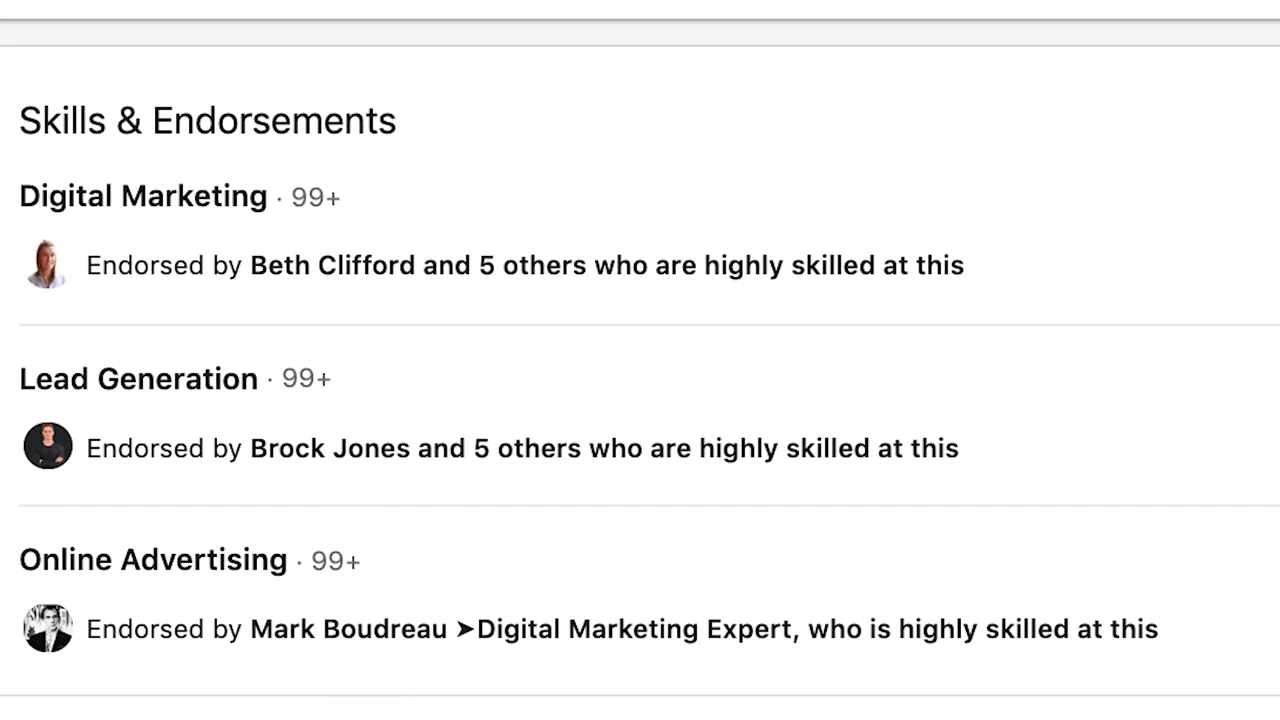 Skills & Endorsements
Digital Marketing · 99+
Endorsed by Beth Clifford and 5 others who are highly skilled at this
Lead Generation · 99+
Endorsed by Brock Jones and 5 others who are highly skilled at this
Online Advertising · 99+
Endorsed by Mark Boudreau ➤Digital Marketing Expert, who is highly skilled at this